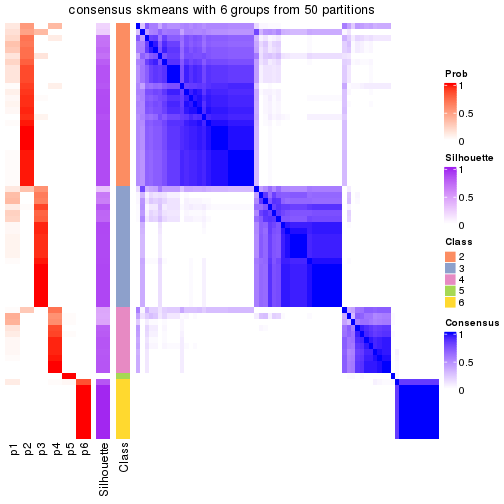 consensus skmeans with 6 groups from 50 partitions
Prob
1
0.5
0
Silhouette
1
0.5
0
Class
2
3
4
5
6
Consensus
1
0.5
0
p1
p2
p3
p4
p5
p6
Silhouette
Class